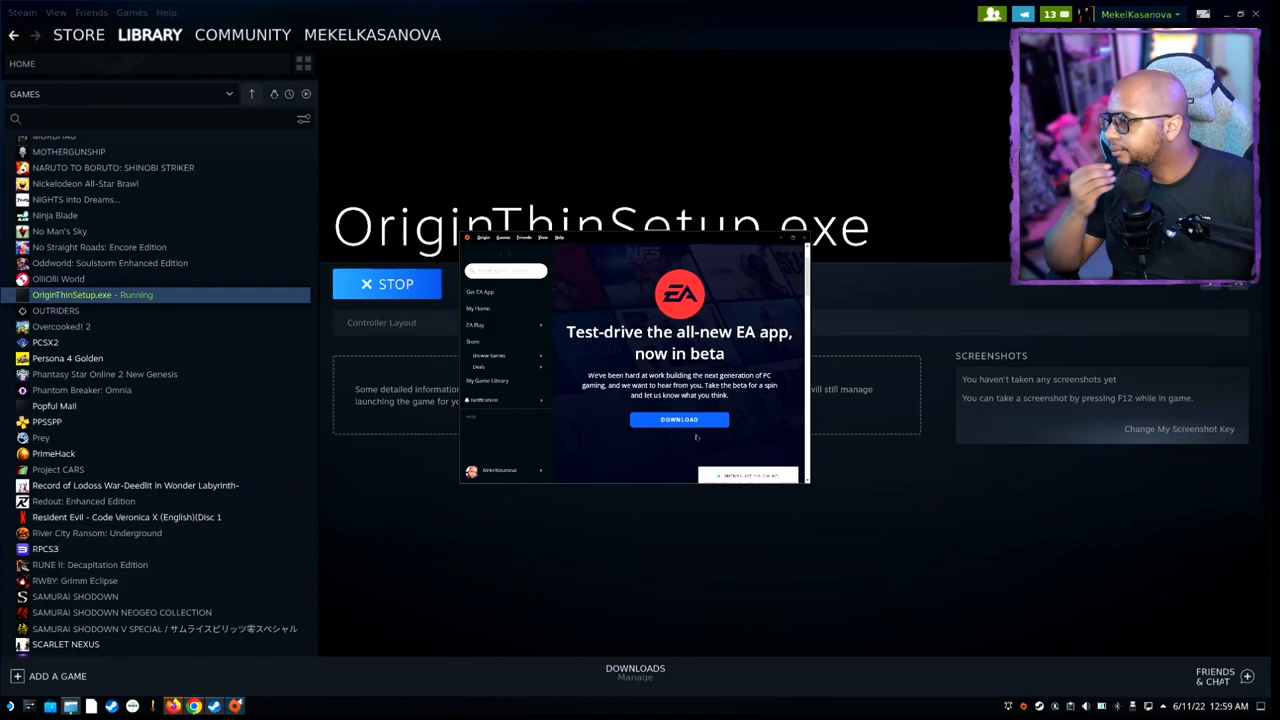 Steam View Friends Games Help
13
MekelKasanova
STORE LIBRARY COMMUNITY MEKELKASANOVA
HOME
GAMES
MORDHAU
MOTHERGUNSHIP
NARUTO TO BORUTO: SHINOBI STRIKER
Nickelodeon All-Star Brawl
NiGHTS into Dreams...
Ninja Blade
No Man's Sky
No Straight Roads: Encore Edition
Oddworld: Soulstorm Enhanced Edition
OlliOlli World
OriginThinSetup.exe - Running
OUTRIDERS
Overcooked! 2
PCSX2
Persona 4 Golden
Phantasy Star Online 2 New Genesis
Phantom Breaker: Omnia
Popful Mail
PPSSPP
Prey
PrimeHack
Project CARS
Record of Lodoss War-Deedlit in Wonder Labyrinth-
Redout: Enhanced Edition
Resident Evil - Code Veronica X (English)(Disc 1
River City Ransom: Underground
RPCS3
RUNE II: Decapitation Edition
RWBY: Grimm Eclipse
SAMURAI SHODOWN
SAMURAI SHODOWN NEOGEO COLLECTION
SAMURAI SHODOWN V SPECIAL / サムライスピリッツ零スペシャル
SCARLET NEXUS
ADD A GAME
OriginThinSetup.exe
STOP
Controller Layout
Some detailed information
launching the game for yo
will still manage
Origin Games Friends View Help
Get EA App
My Home
EA Play
Store
Browse Games
Deals
My Game Library
Notifications
Help
MekelKasanova
NFS
EA
Test-drive the all-new EA app,
now in beta
We've been hard at work building the next generation of PC
gaming, and we want to hear from you. Take the beta for a spin
and let us know what you think.
DOWNLOAD
SCREENSHOTS
You haven't taken any screenshots yet
You can take a screenshot by pressing F12 while in game.
Change My Screenshot Key
DOWNLOADS
Manage
FRIENDS
& CHAT
6/11/22 12:59 AM